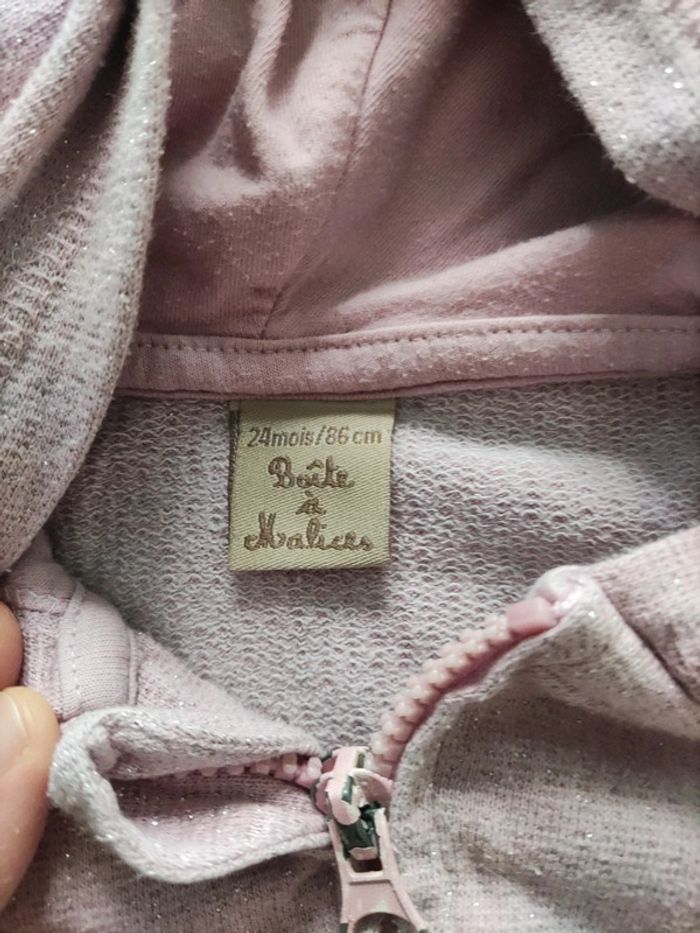 24mois/86cm
Boîte
à
Malices